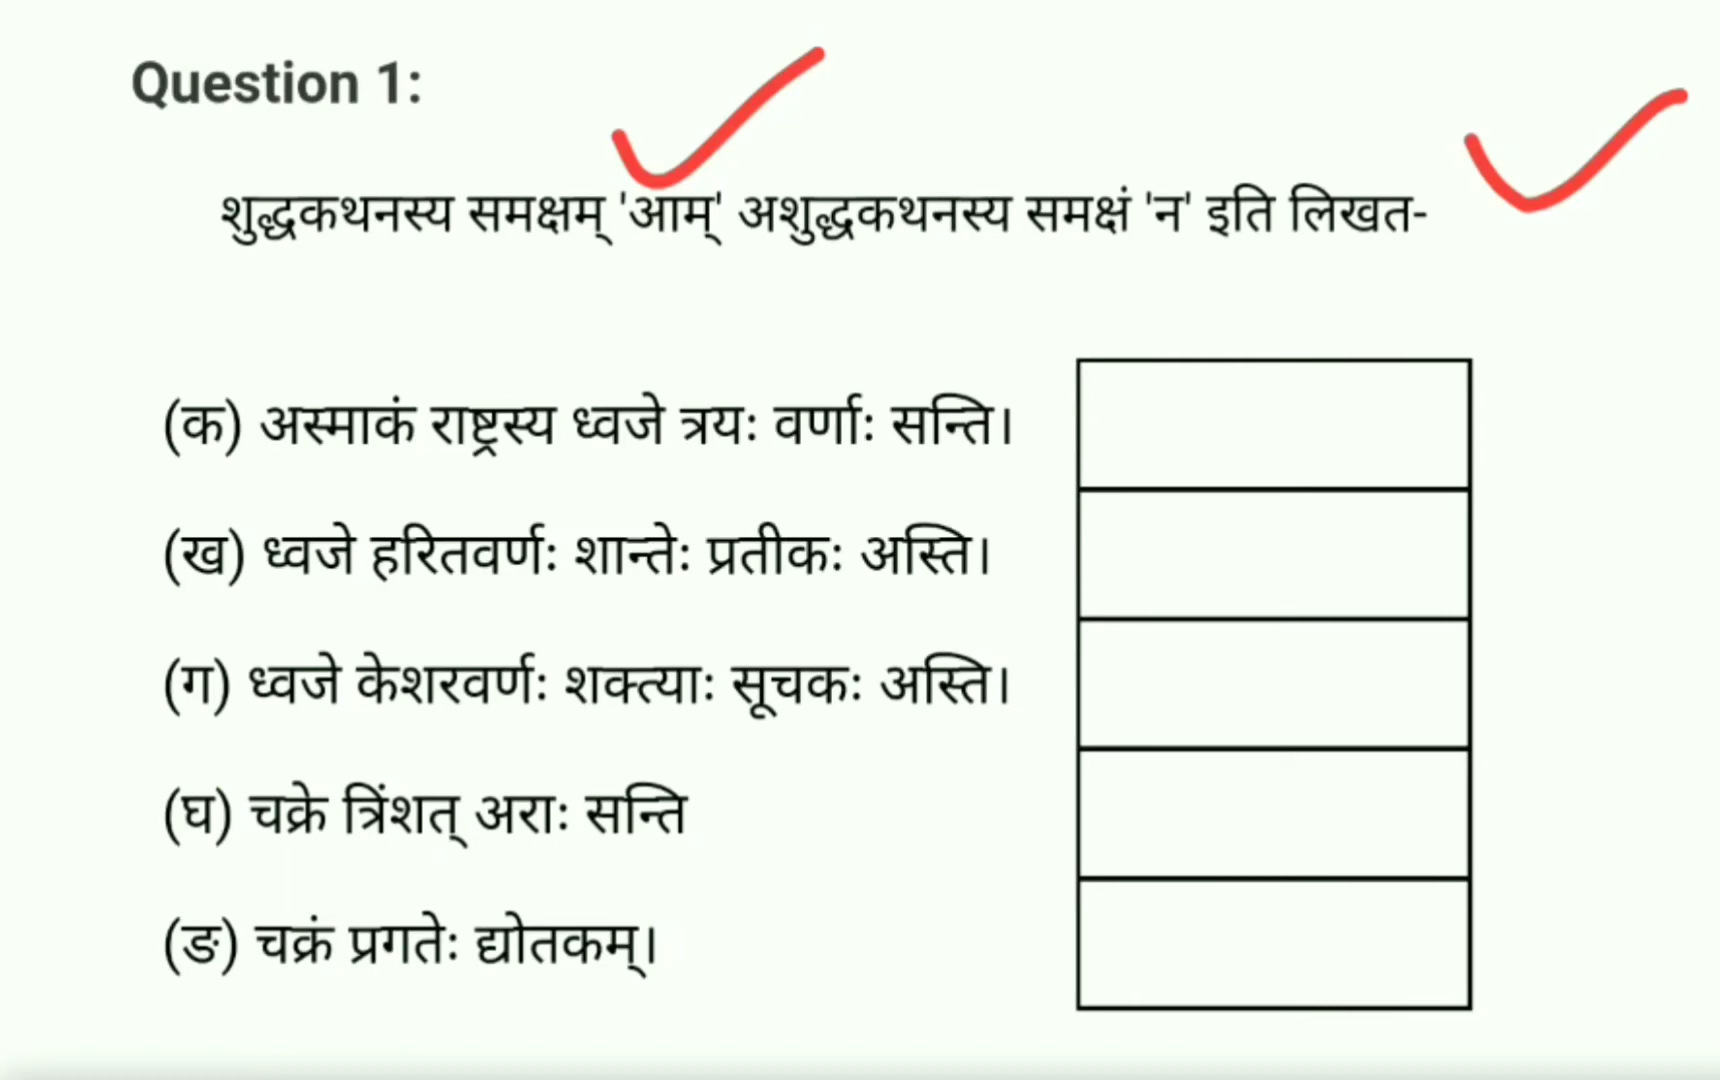 Question 1:
शुद्धकथनस्य समक्षम् 'आम्' अशुद्धकथनस्य समक्षं 'न' इति लिखत-
(क) अस्माकं राष्ट्रस्य ध्वजे त्रयः वर्णाः सन्ति।
(ख) ध्वजे हरितवर्णः शान्तेः प्रतीकः अस्ति।
(ग) ध्वजे केशरवर्णः शक्त्याः सूचकः अस्ति।
(घ) चक्रे त्रिंशत् अराः सन्ति
(ङ) चक्रं प्रगतेः द्योतकम्।